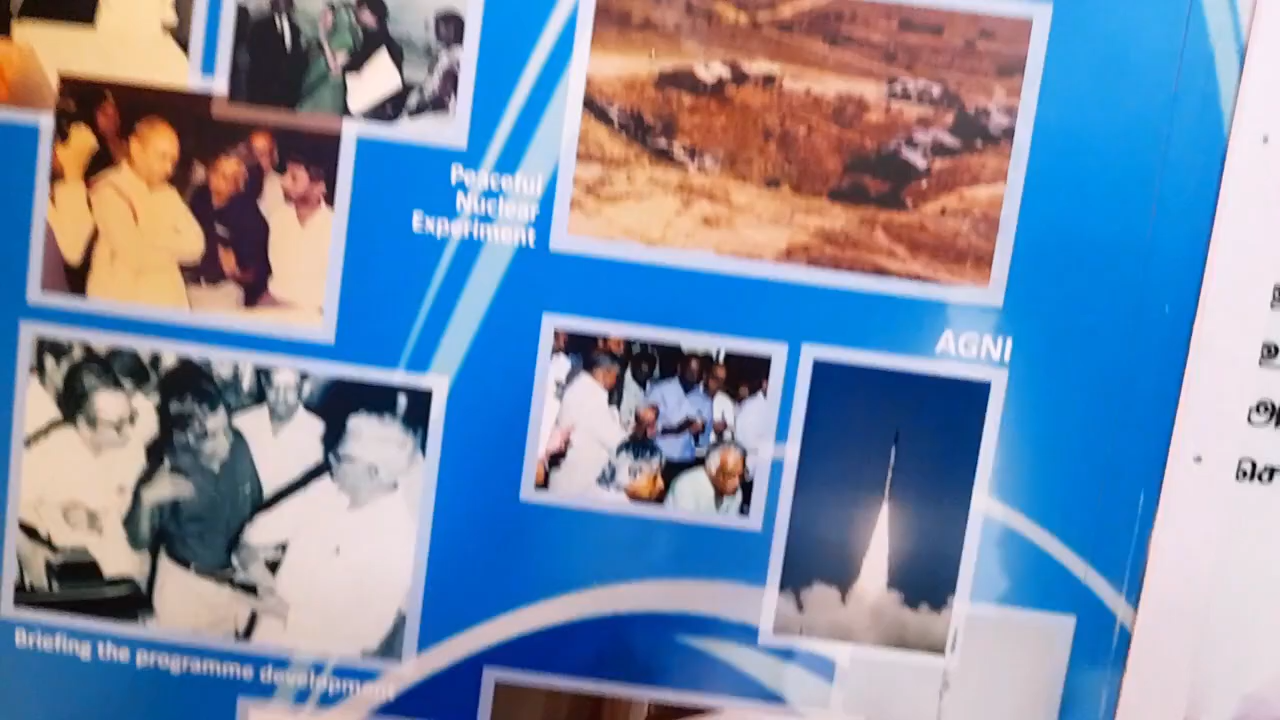 Peaceful
Nuclear
Experiment
AGNI
Briefing the programme development